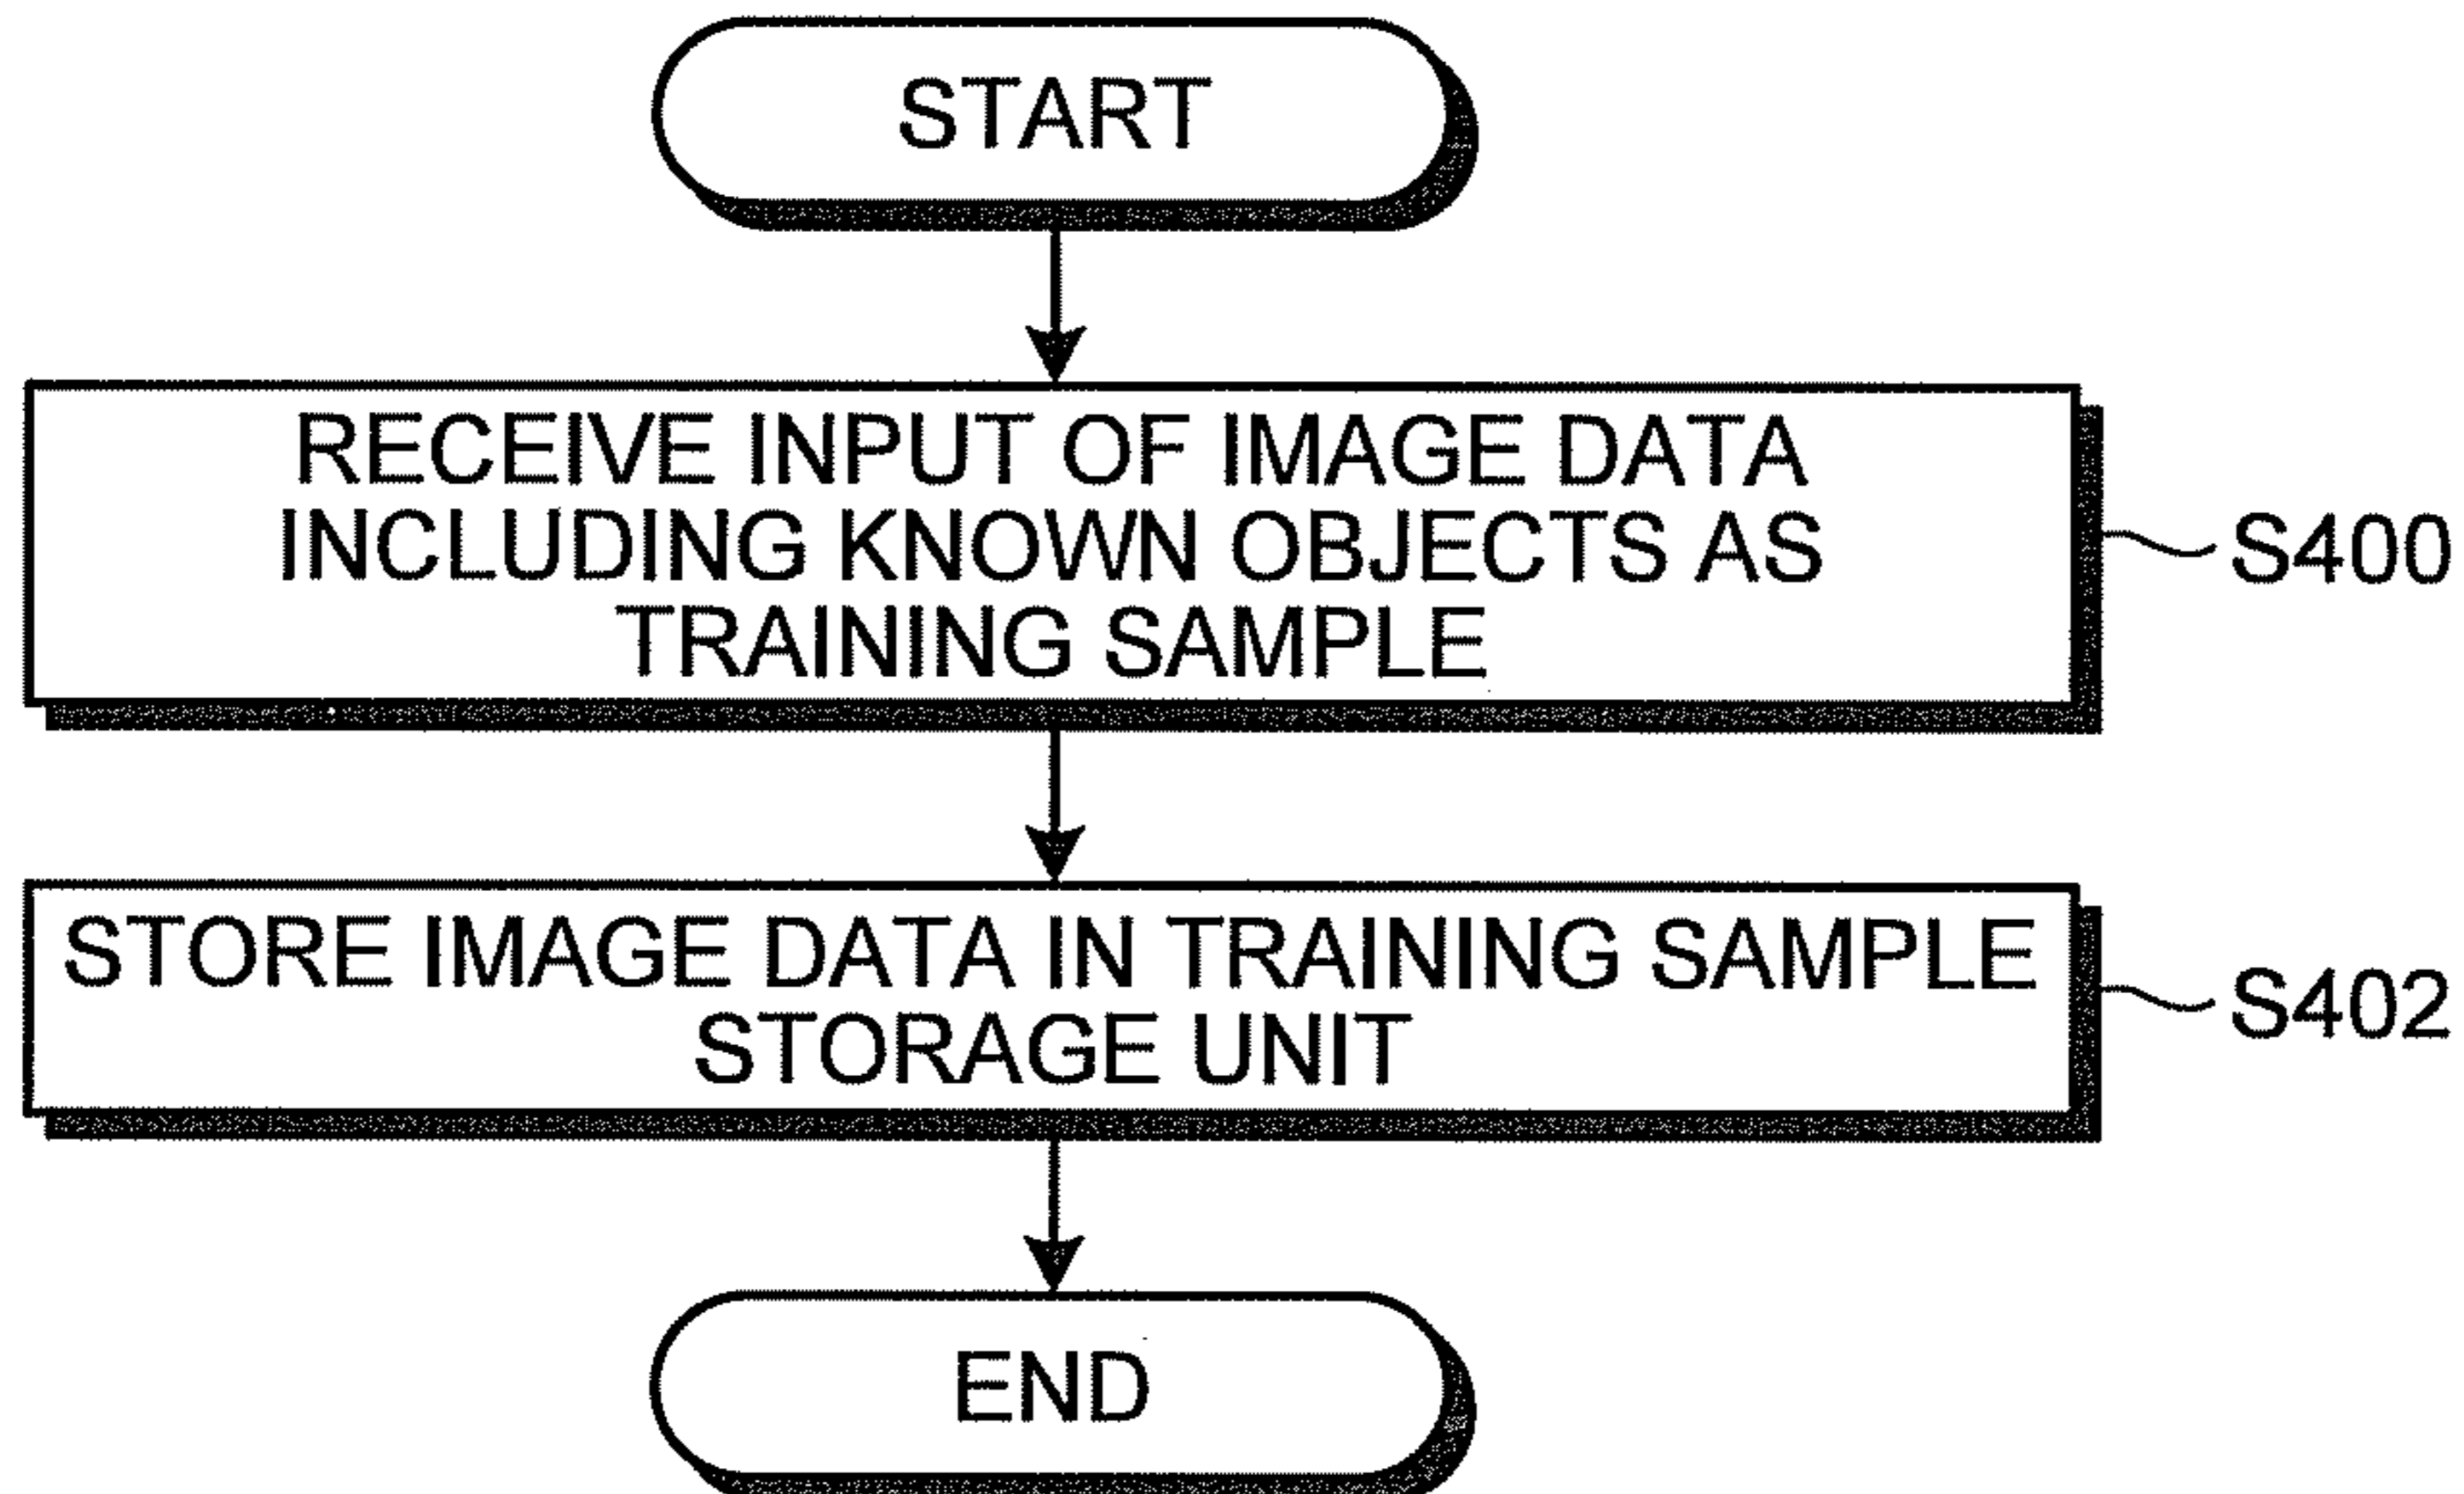 START
RECEIVE INPUT OF IMAGE DATA
INCLUDING KNOWN OBJECTS AS
TRAINING SAMPLE
S400
STORE IMAGE DATA IN TRAINING SAMPLE
STORAGE UNIT
S402
END